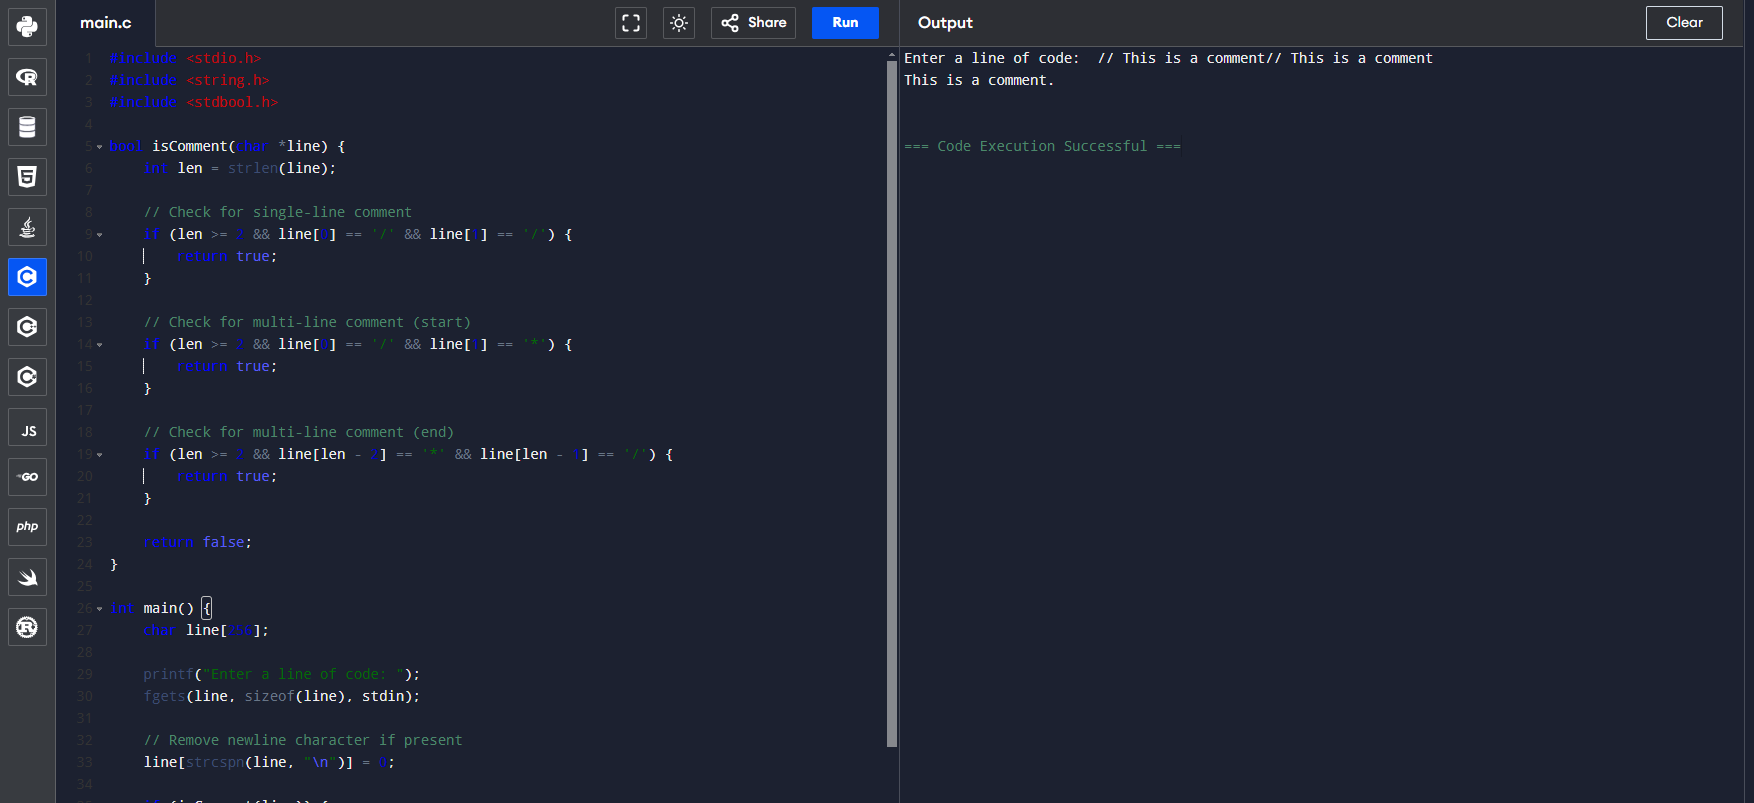 main.c
Share
Run
Output
Clear
1 #include <stdio.h>
2 #include <string.h>
3 #include <stdbool.h>
4
5 bool isComment(char *line) {
6 int len = strlen(line);
7
8 // Check for single-line comment
9 if (len >= 2 && line[0] == '/' && line[1] == '/') {
10 return true;
11 }
12
13 // Check for multi-line comment (start)
14 if (len >= 2 && line[0] == '/' && line[1] == '*') {
15 return true;
16 }
17
18 // Check for multi-line comment (end)
19 if (len >= 2 && line[len - 2] == '*' && line[len - 1] == '/') {
20 return true;
21 }
22
23 return false;
24 }
25
26 int main() {
27 char line[256];
28
29 printf("Enter a line of code: ");
30 fgets(line, sizeof(line), stdin);
31
32 // Remove newline character if present
33 line[strcspn(line, "\n")] = 0;
34
Enter a line of code:  // This is a comment// This is a comment
This is a comment.
=== Code Execution Successful ===
R
C
JS
GO
php
R